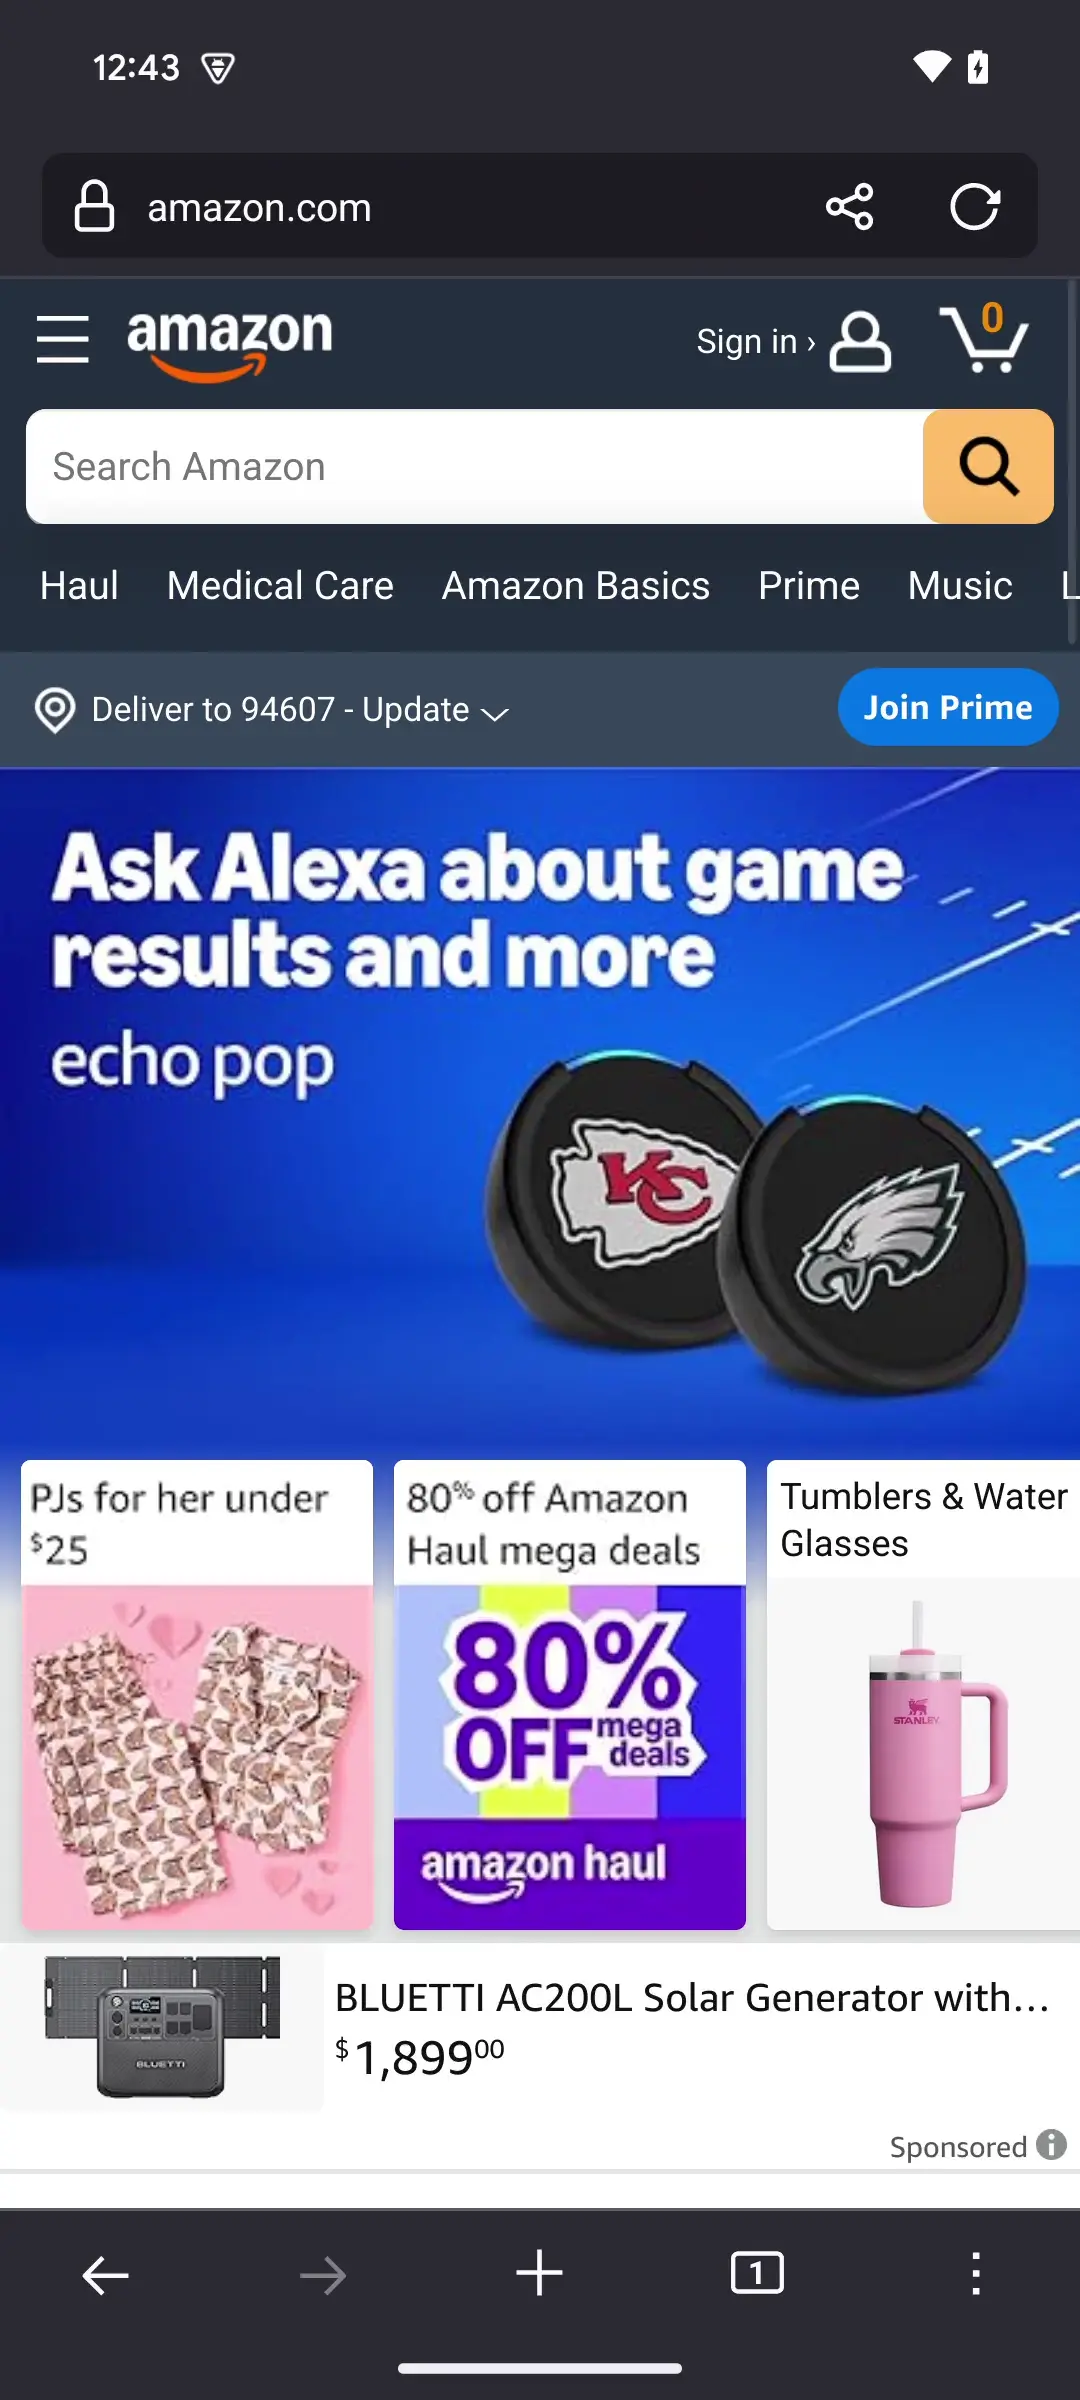 12:43
amazon.com
amazon
Sign in ›
0
Search Amazon
Haul Medical Care Amazon Basics Prime Music L
Deliver to 94607 - Update
Join Prime
Ask Alexa about game
results and more
echo pop
KC
PJs for her under
$25
80% off Amazon
Haul mega deals
80%
OFF mega
deals
amazon haul
Tumblers & Water
Glasses
STANLEY
BLUETTI
BLUETTI AC200L Solar Generator with...
$1,89900
Sponsored
1